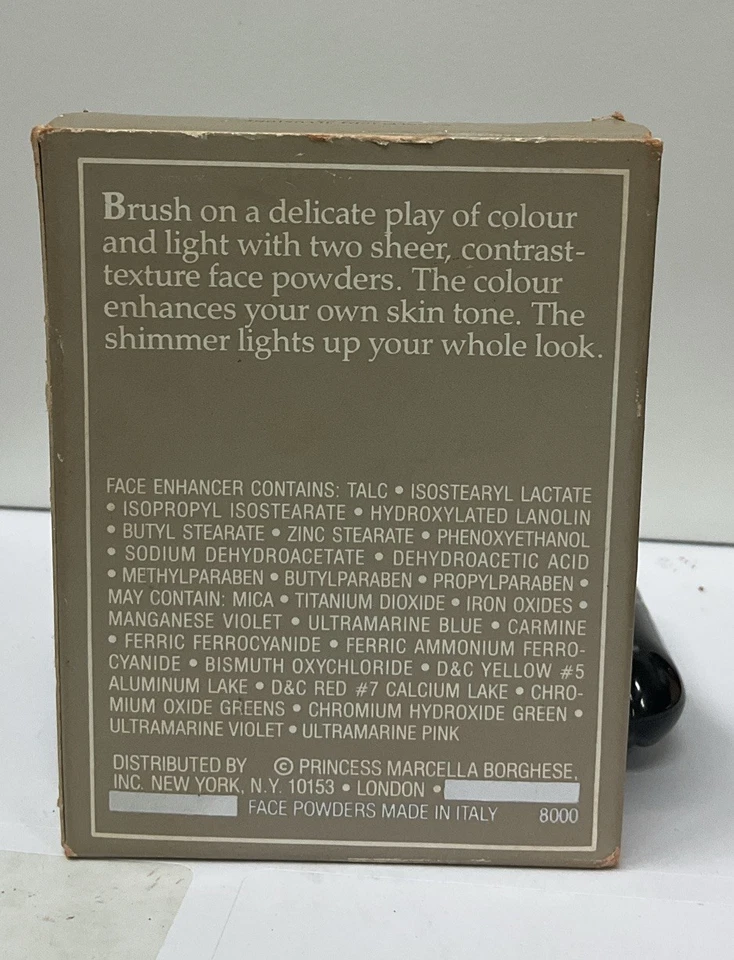 Brush on a delicate play of colour
and light with two sheer, contrast-
texture face powders. The colour
enhances your own skin tone. The
shimmer lights up your whole look.
FACE ENHANCER CONTAINS: TALC • ISOSTEARYL LACTATE
• ISOPROPYL ISOSTEARATE • HYDROXYLATED LANOLIN
• BUTYL STEARATE • ZINC STEARATE • PHENOXYETHANOL
• SODIUM DEHYDROACETATE • DEHYDROACETIC ACID
• METHYLPARABEN • BUTYLPARABEN • PROPYLPARABEN •
MAY CONTAIN: MICA • TITANIUM DIOXIDE • IRON OXIDES •
MANGANESE VIOLET • ULTRAMARINE BLUE • CARMINE
• FERRIC FERROCYANIDE • FERRIC AMMONIUM FERRO-
CYANIDE • BISMUTH OXYCHLORIDE • D&C YELLOW #5
ALUMINUM LAKE • D&C RED #7 CALCIUM LAKE • CHRO-
MIUM OXIDE GREENS • CHROMIUM HYDROXIDE GREEN •
ULTRAMARINE VIOLET • ULTRAMARINE PINK
DISTRIBUTED BY © PRINCESS MARCELLA BORGHESE,
INC. NEW YORK, N.Y. 10153 • LONDON •
FACE POWDERS MADE IN ITALY 8000